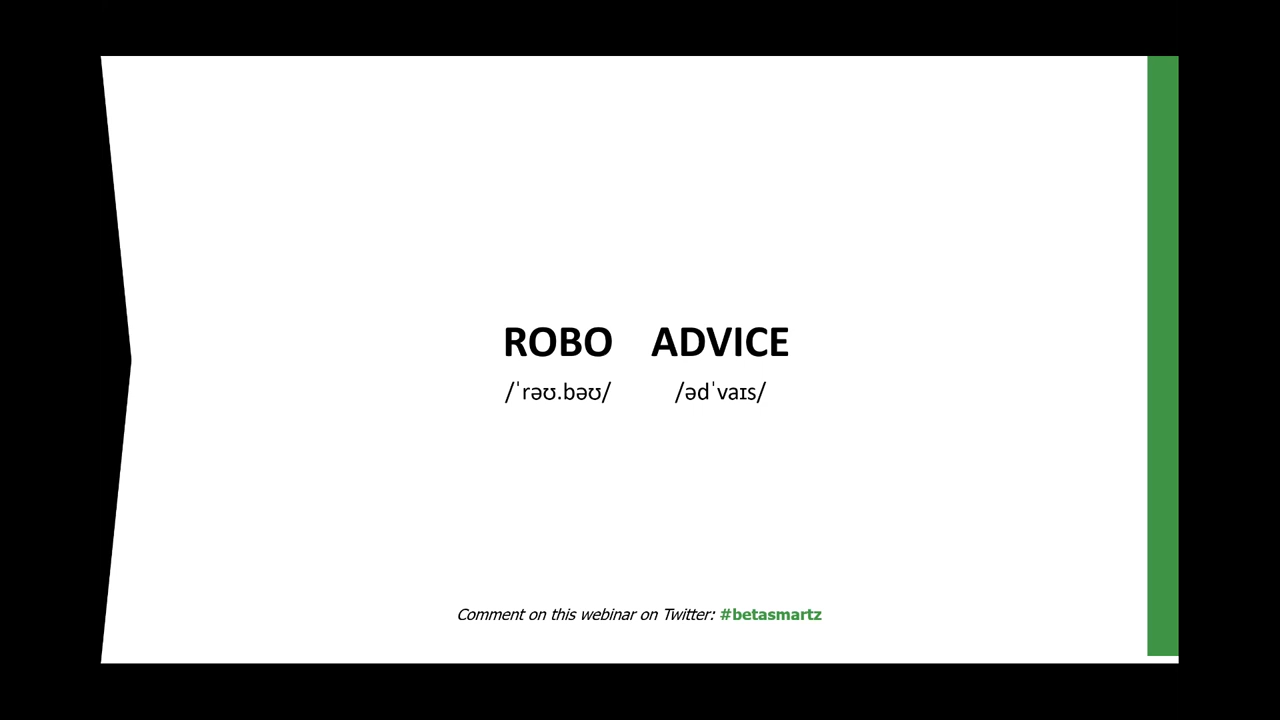 ROBO ADVICE
/ˈrəʊ.bəʊ/ /ədˈvaɪs/
Comment on this webinar on Twitter: #betasmartz